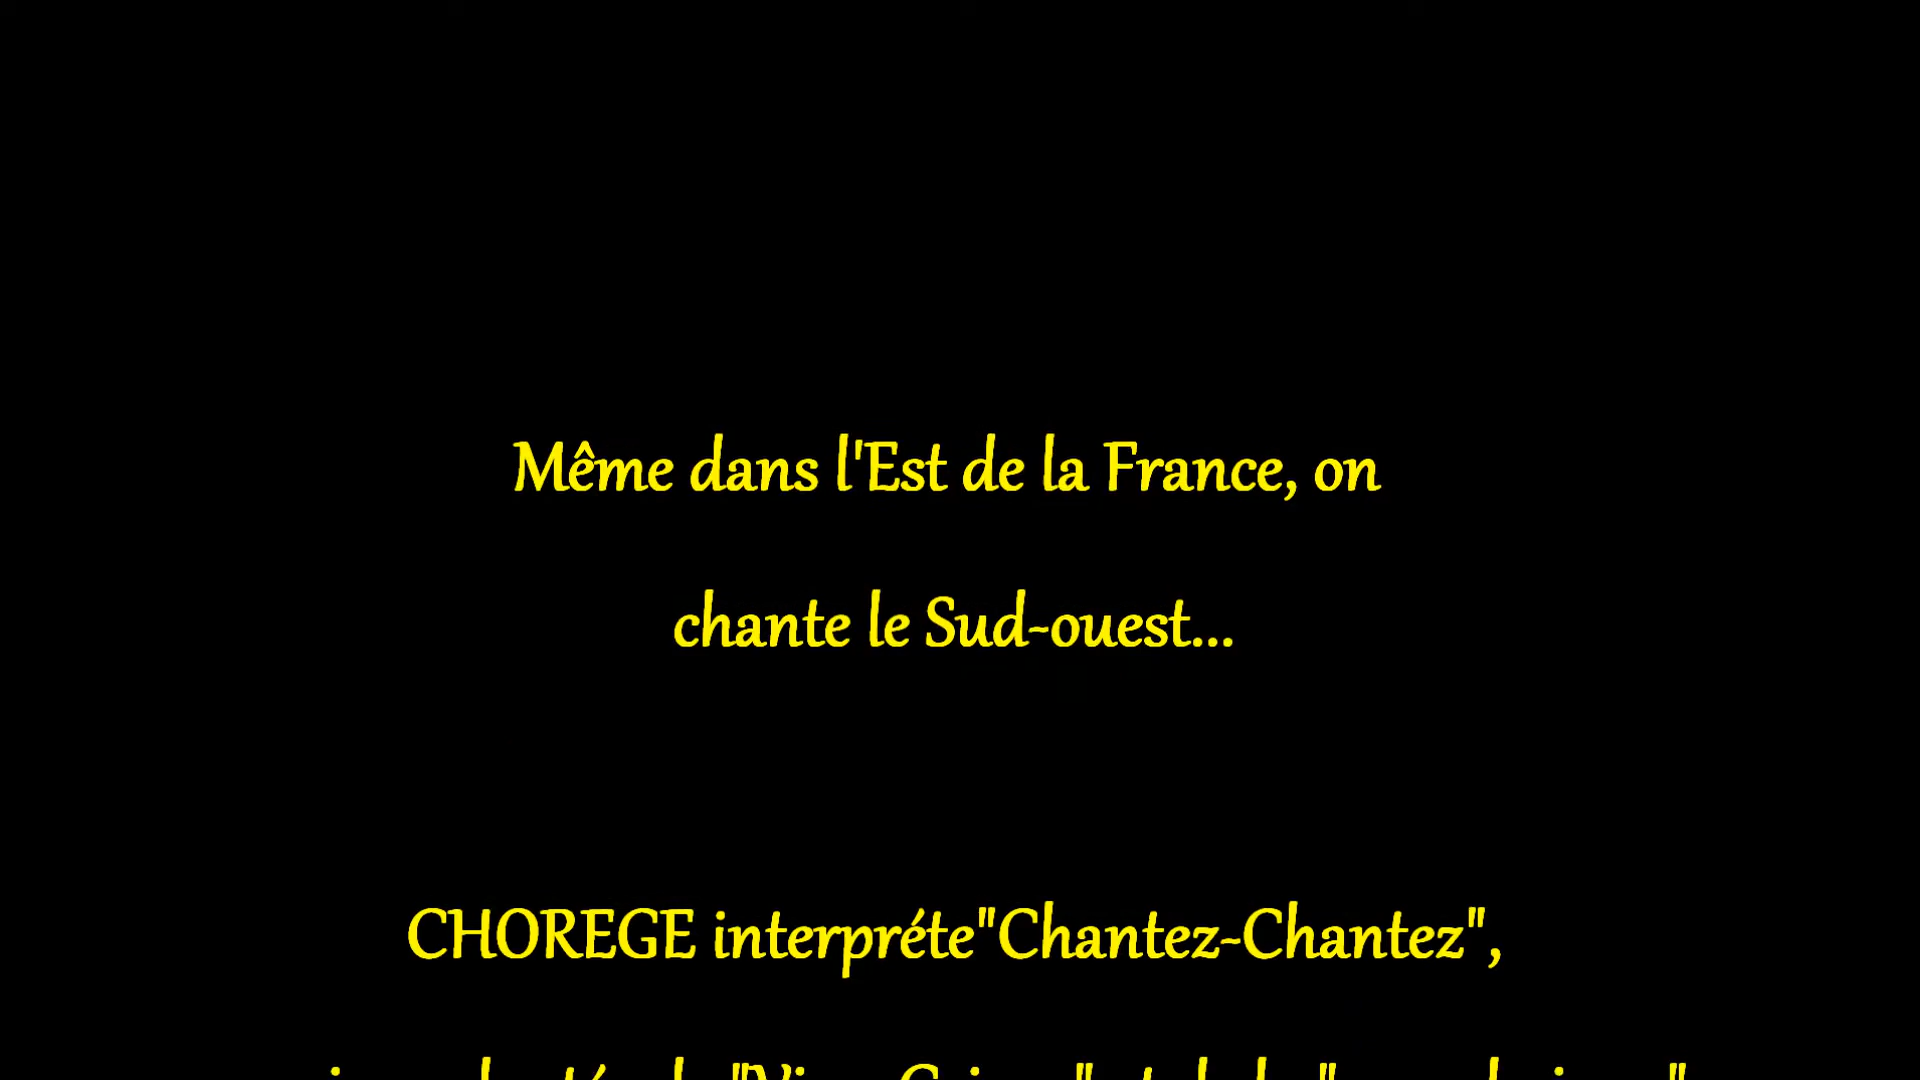 Même dans l'Est de la France, on
chante le Sud-ouest...
CHOREGE interpréte"Chantez-Chantez",